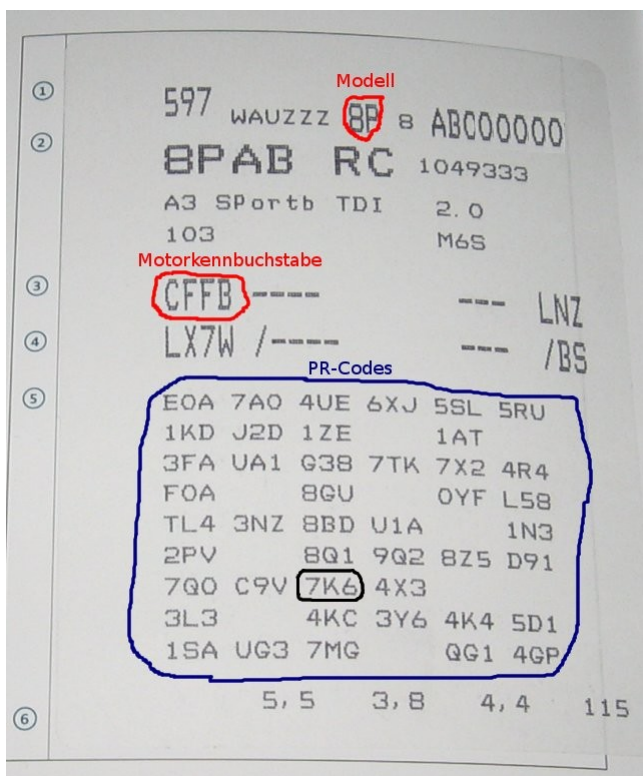 Modell
① 597 WAUZZZ 8P 8 ABC00000
② 8PAB RC 1049333
A3 SPortb TDI 2.0
103 M6S
Motorkennbuchstabe
③ CFFB ---- --- LNZ
④ LX7W /---- --- /BS
PR-Codes
⑤ E0A 7A0 4UE 6XJ 5SL 5RU
1KD J2D 1ZE 1AT
3FA UA1 G38 7TK 7X2 4R4
F0A 8GU 0YF L58
TL4 3NZ 8BD U1A 1N3
2PV 8Q1 9Q2 8Z5 D91
7Q0 C9V 7K6 4X3
3L3 4KC 3Y6 4K4 5D1
1SA UG3 7MG QG1 4GP
⑥ 5,5 3,8 4,4 115